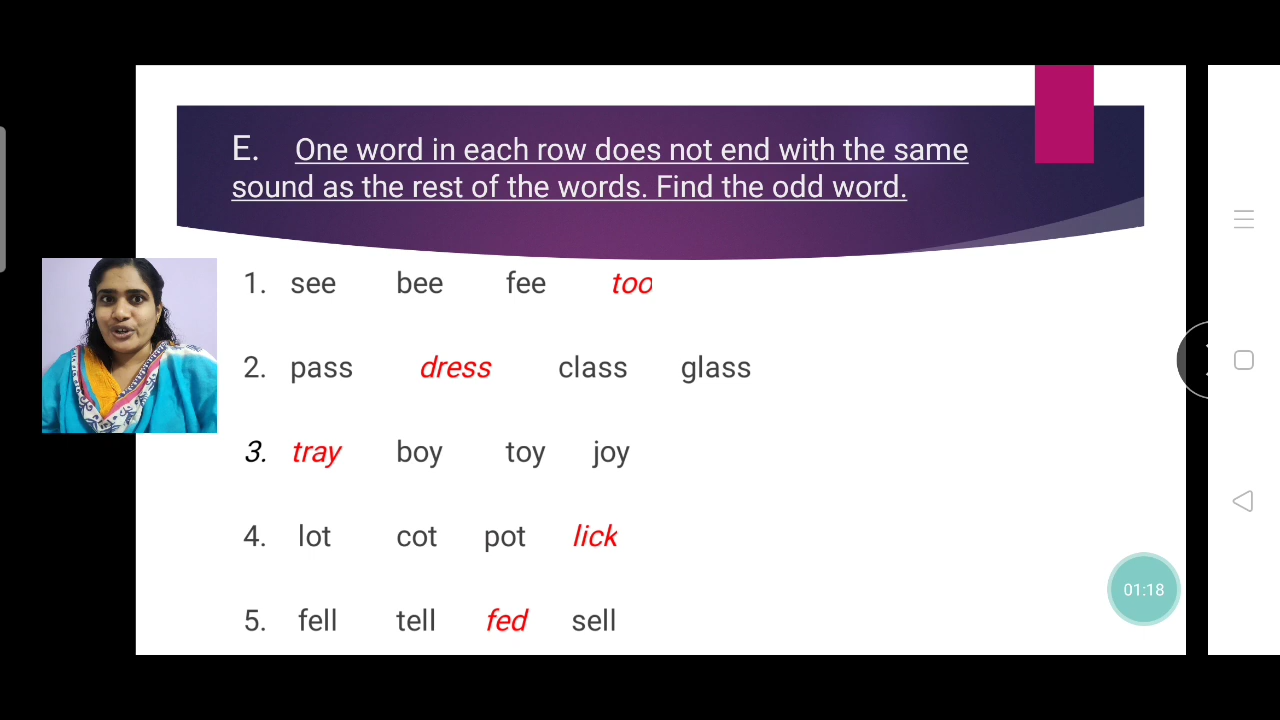 E. One word in each row does not end with the same
sound as the rest of the words. Find the odd word.
1. see bee fee too
2. pass dress class glass
3. tray boy toy joy
4. lot cot pot lick
5. fell tell fed sell
01:18